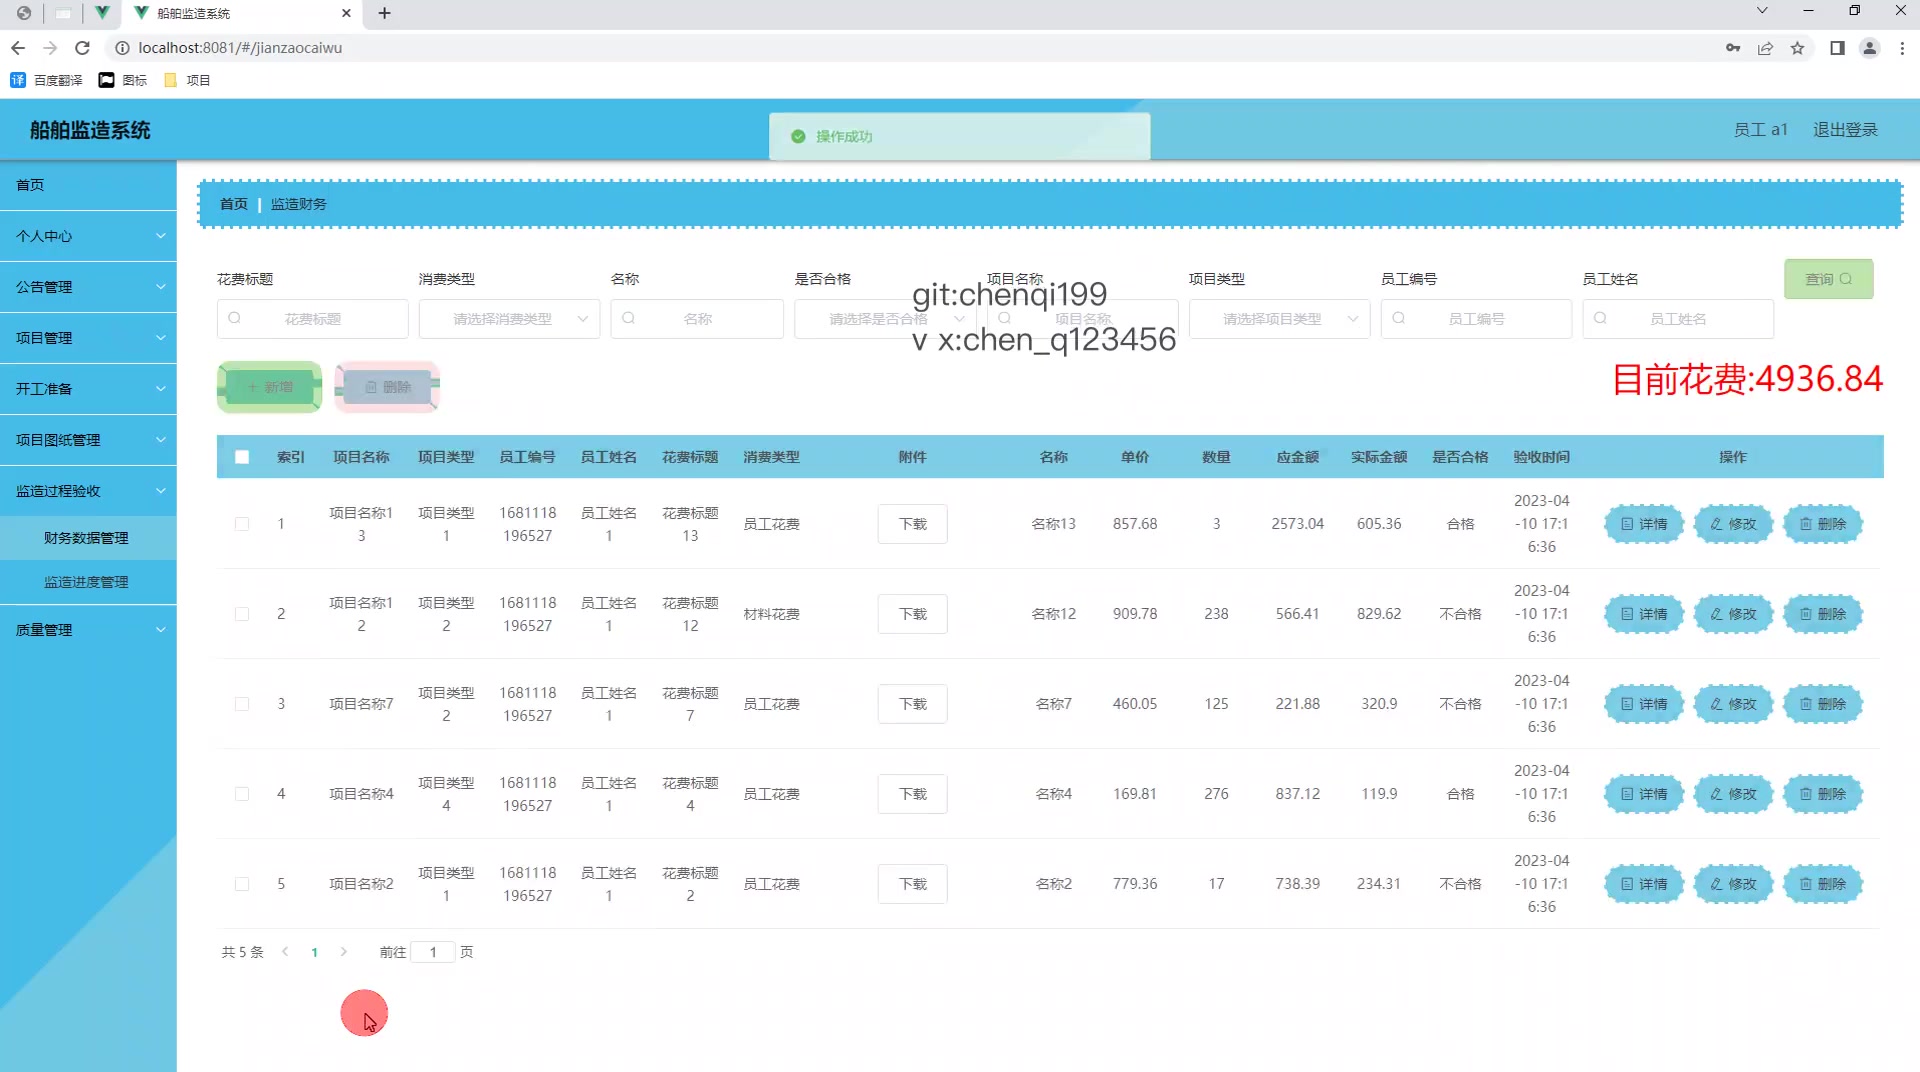 船舶监造系统
localhost:8081/#/jianzaocaiwu
百度翻译 图标 项目
船舶监造系统
操作成功
员工 a1 退出登录
首页
个人中心
公告管理
项目管理
开工准备
项目图纸管理
监造过程验收
财务数据管理
监造进度管理
质量管理
首页 | 监造财务
花费标题 消费类型 名称 是否合格 项目名称 项目类型 员工编号 员工姓名
花费标题 请选择消费类型 名称 请选择是否合格 项目名称 请选择项目类型 员工编号 员工姓名 查询
git:chenqi199
v x:chen_q123456
新增 删除
目前花费:4936.84
索引 项目名称 项目类型 员工编号 员工姓名 花费标题 消费类型 附件 名称 单价 数量 应金额 实际金额 是否合格 验收时间 操作
1 项目名称13 项目类型1 1681118196527 员工姓名1 花费标题13 员工花费 下载 名称13 857.68 3 2573.04 605.36 合格 2023-04-10 17:16:36 详情 修改 删除
2 项目名称12 项目类型2 1681118196527 员工姓名1 花费标题12 材料花费 下载 名称12 909.78 238 566.41 829.62 不合格 2023-04-10 17:16:36 详情 修改 删除
3 项目名称7 项目类型2 1681118196527 员工姓名1 花费标题7 员工花费 下载 名称7 460.05 125 221.88 320.9 不合格 2023-04-10 17:16:36 详情 修改 删除
4 项目名称4 项目类型4 1681118196527 员工姓名1 花费标题4 员工花费 下载 名称4 169.81 276 837.12 119.9 合格 2023-04-10 17:16:36 详情 修改 删除
5 项目名称2 项目类型1 1681118196527 员工姓名1 花费标题2 员工花费 下载 名称2 779.36 17 738.39 234.31 不合格 2023-04-10 17:16:36 详情 修改 删除
共 5 条 1 前往 1 页